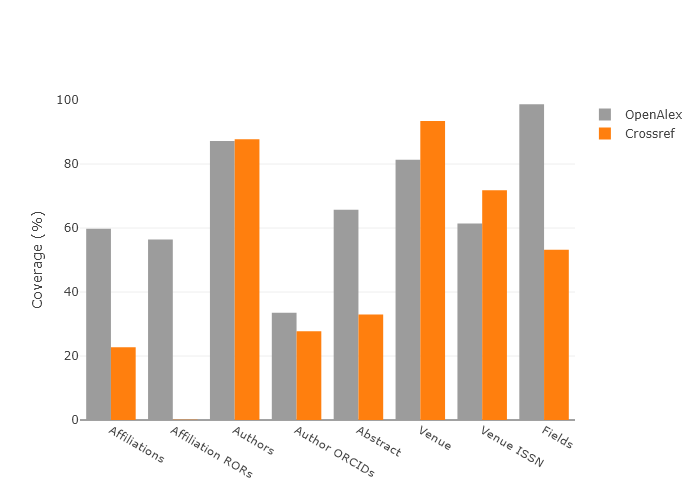 100
80
60
40
20
0
Coverage (%)
Affiliations
Affiliation RORs
Authors
Author ORCIDs
Abstract
Venue
Venue ISSN
Fields
OpenAlex
Crossref